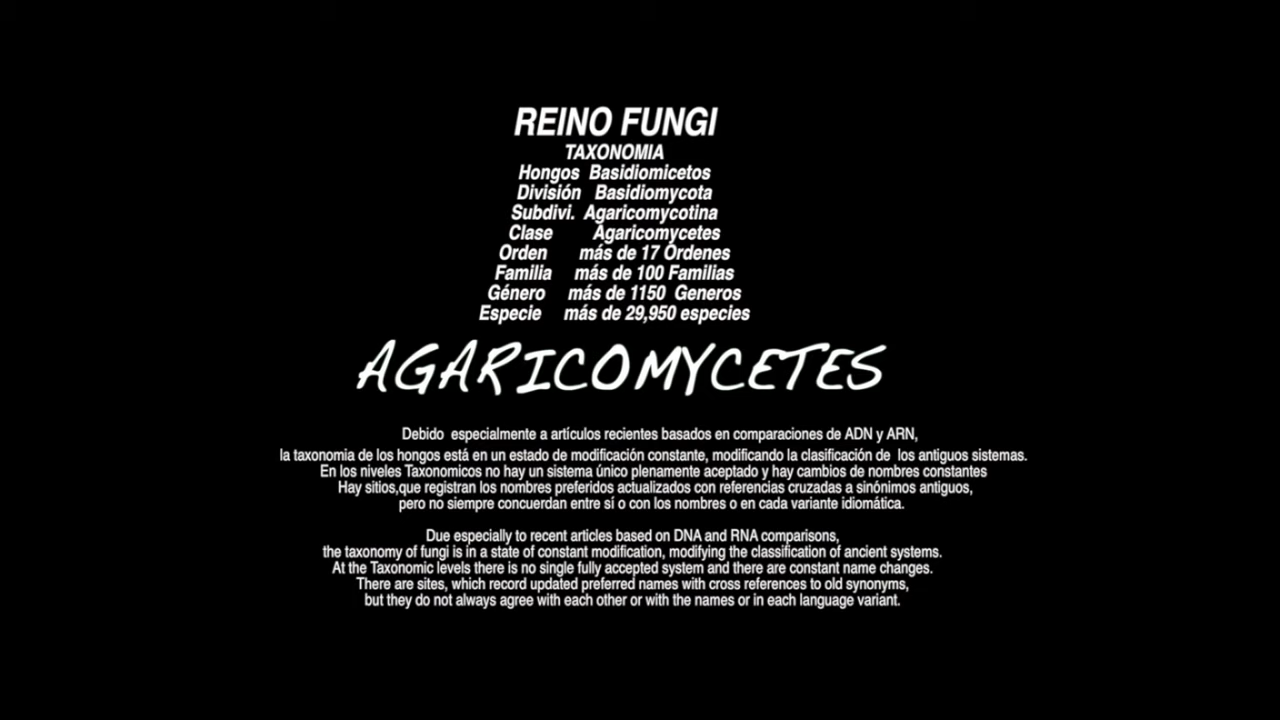 REINO FUNGI
TAXONOMIA
Hongos Basidiomicetos
División Basidiomycota
Subdivi. Agaricomycotina
Clase Agaricomycetes
Orden más de 17 Ordenes
Familia más de 100 Familias
Género más de 1150 Generos
Especie más de 29,950 especies
AGARICOMYCETES
Debido especialmente a artículos recientes basados en comparaciones de ADN y ARN,
la taxonomia de los hongos está en un estado de modificación constante, modificando la clasificación de los antiguos sistemas.
En los niveles Taxonomicos no hay un sistema único plenamente aceptado y hay cambios de nombres constantes
Hay sitios,que registran los nombres preferidos actualizados con referencias cruzadas a sinónimos antiguos,
pero no siempre concuerdan entre sí o con los nombres o en cada variante idiomática.
Due especially to recent articles based on DNA and RNA comparisons,
the taxonomy of fungi is in a state of constant modification, modifying the classification of ancient systems.
At the Taxonomic levels there is no single fully accepted system and there are constant name changes.
There are sites, which record updated preferred names with cross references to old synonyms,
but they do not always agree with each other or with the names or in each language variant.